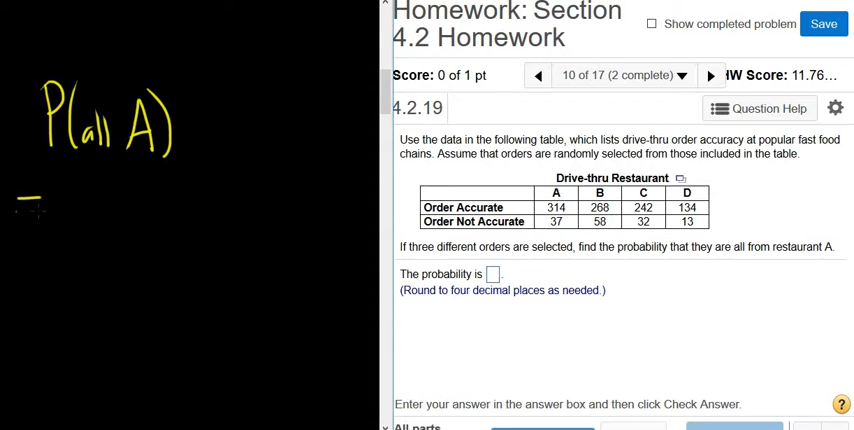 P(all A)
=
Homework: Section
4.2 Homework
Show completed problem
Save
Score: 0 of 1 pt
10 of 17 (2 complete)
HW Score: 11.76…
4.2.19
Question Help
Use the data in the following table, which lists drive-thru order accuracy at popular fast food
chains. Assume that orders are randomly selected from those included in the table.
Drive-thru Restaurant
A B C D
Order Accurate 314 268 242 134
Order Not Accurate 37 58 32 13
If three different orders are selected, find the probability that they are all from restaurant A.
The probability is
.
(Round to four decimal places as needed.)
Enter your answer in the answer box and then click Check Answer.
?
All parts